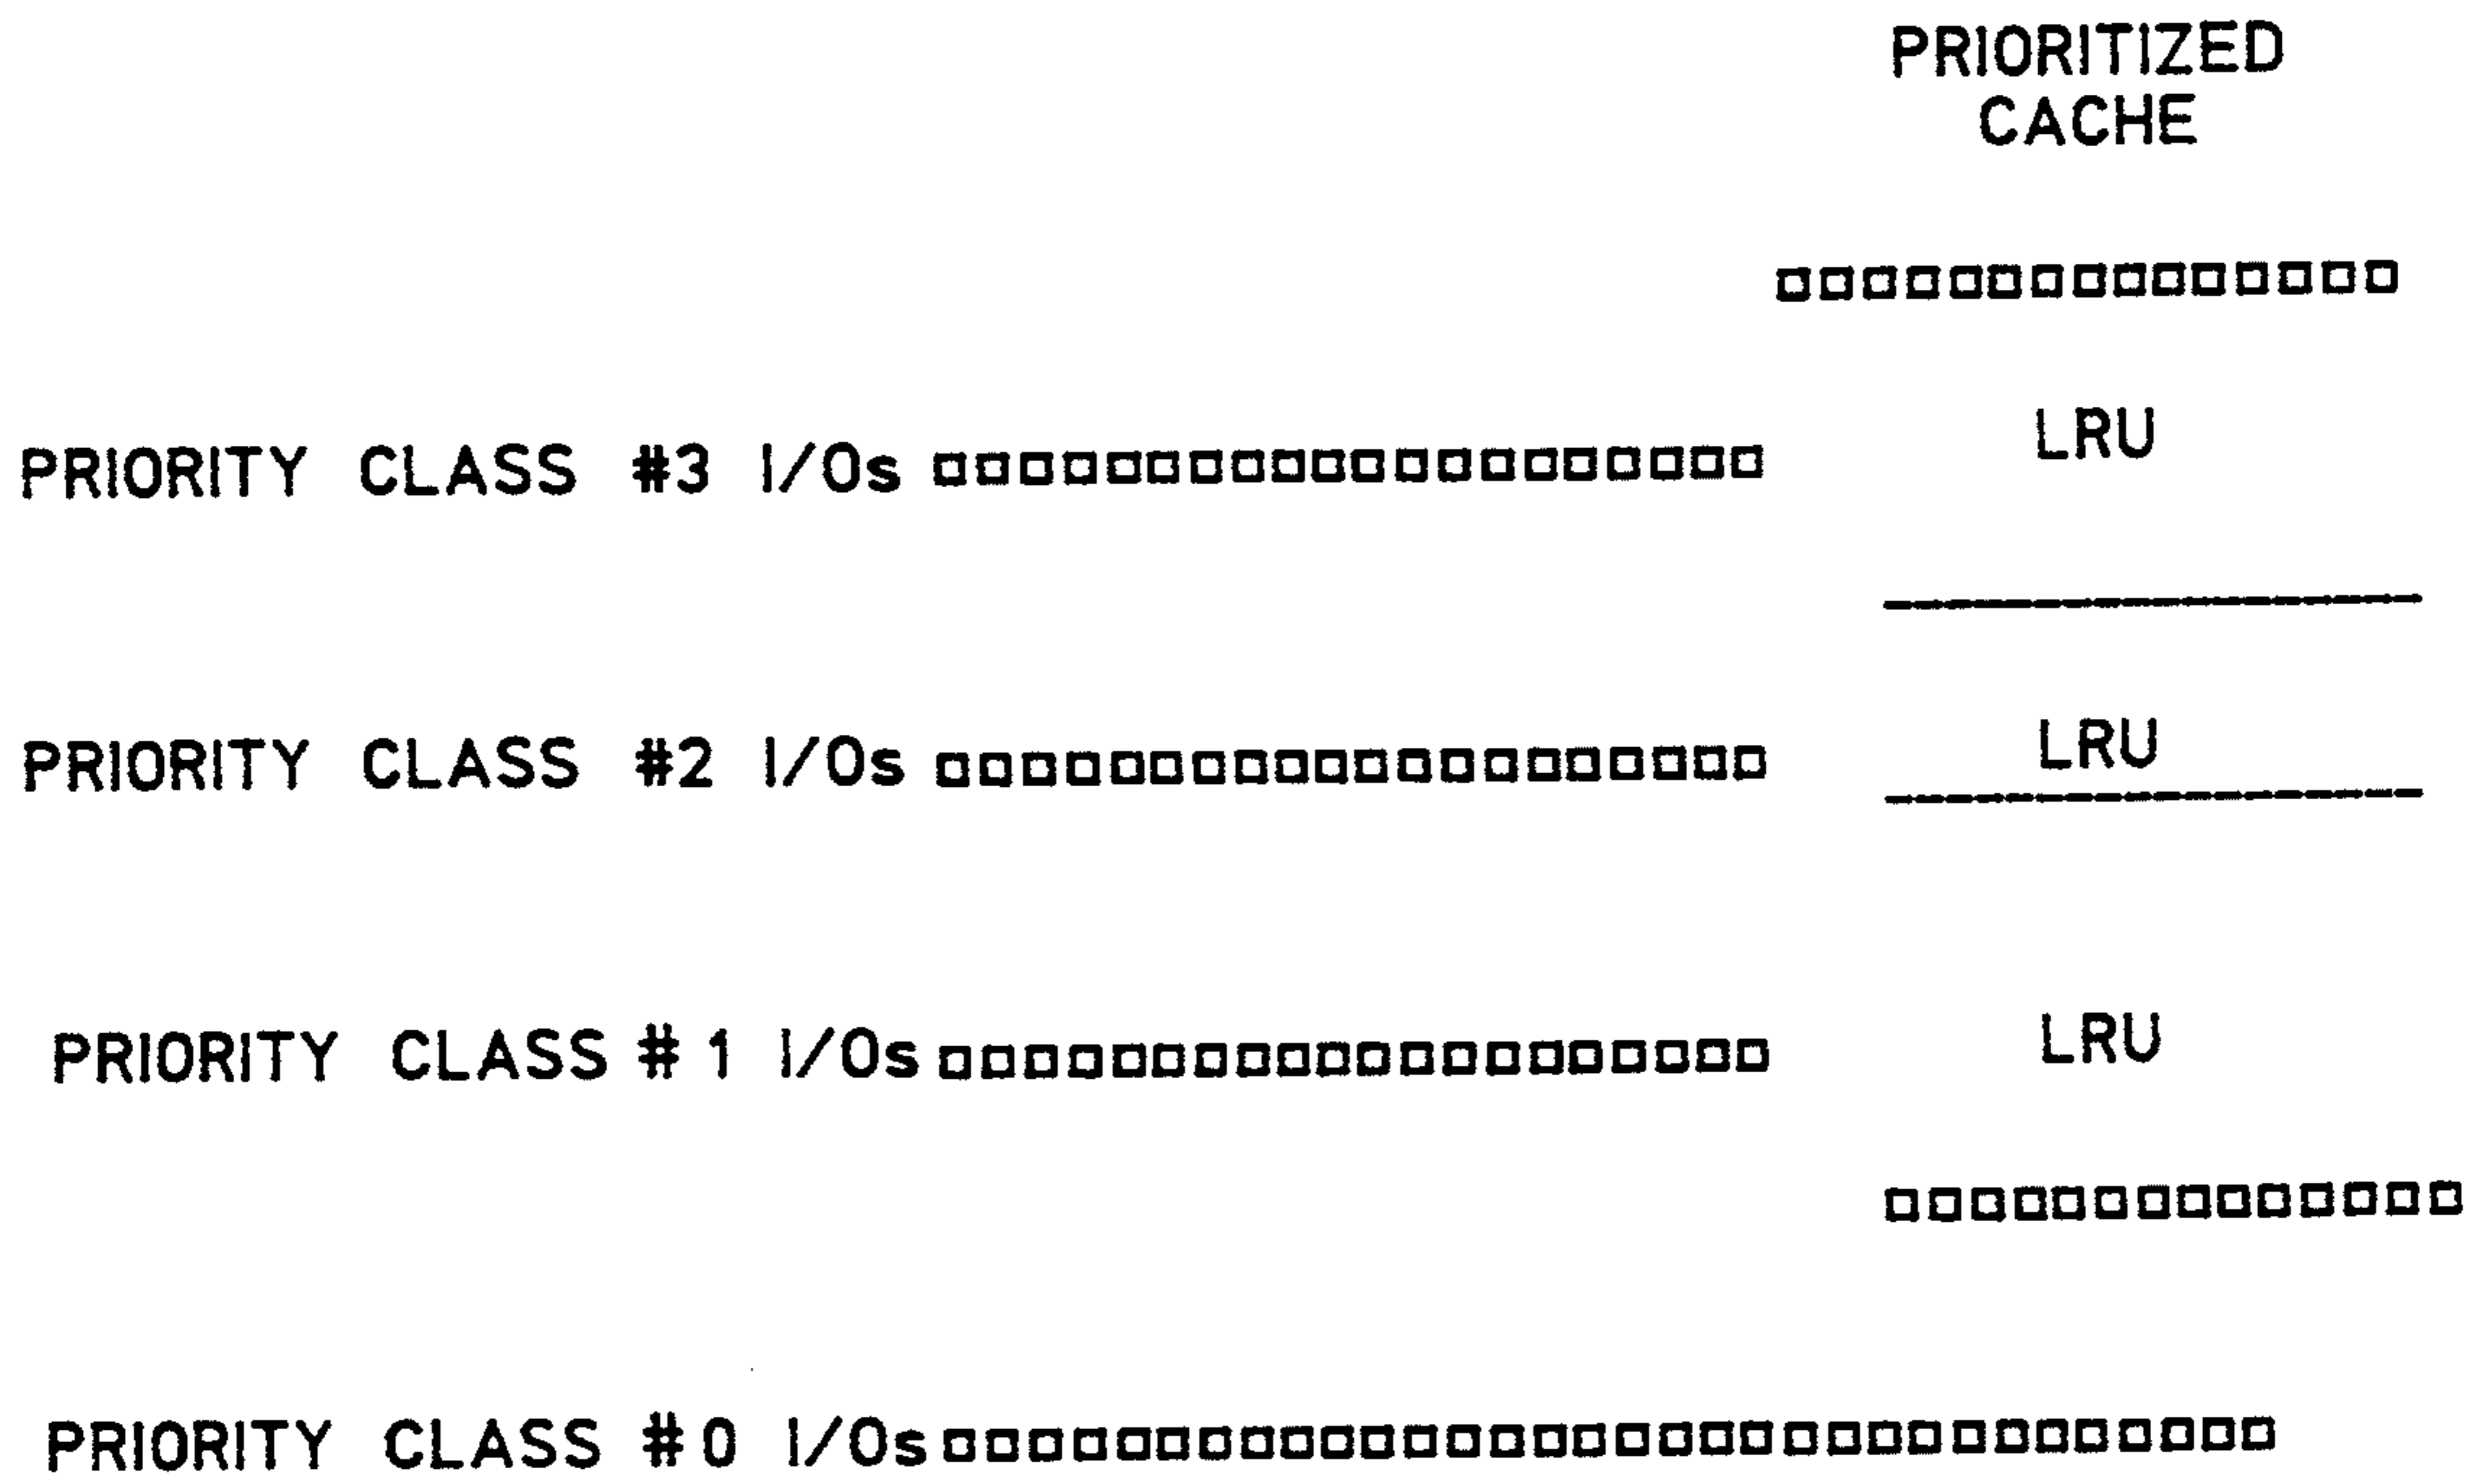 PRIORITIZED
CACHE
PRIORITY CLASS #3 I/Os
LRU
PRIORITY CLASS #2 I/Os
LRU
PRIORITY CLASS #1 I/Os
LRU
PRIORITY CLASS #0 I/Os